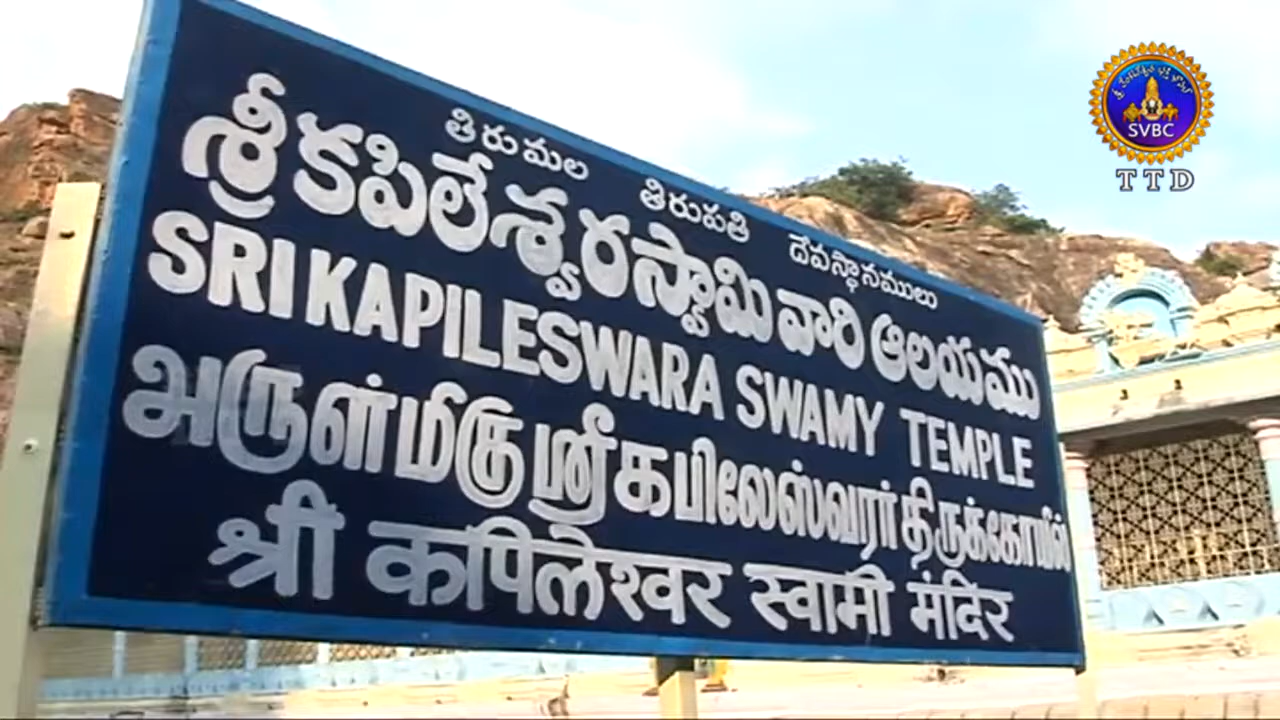 తిరుమల తిరుపతి దేవస్థానములు
శ్రీ కపిలేశ్వరస్వామి వారి ఆలయము
SRI KAPILESWARA SWAMY TEMPLE
அருள்மிகு ஸ்ரீ கபிலேஸ்வரர் திருக்கோயில்
श्री कपिलेश्वर स्वामी मंदिर
SVBC
TTD